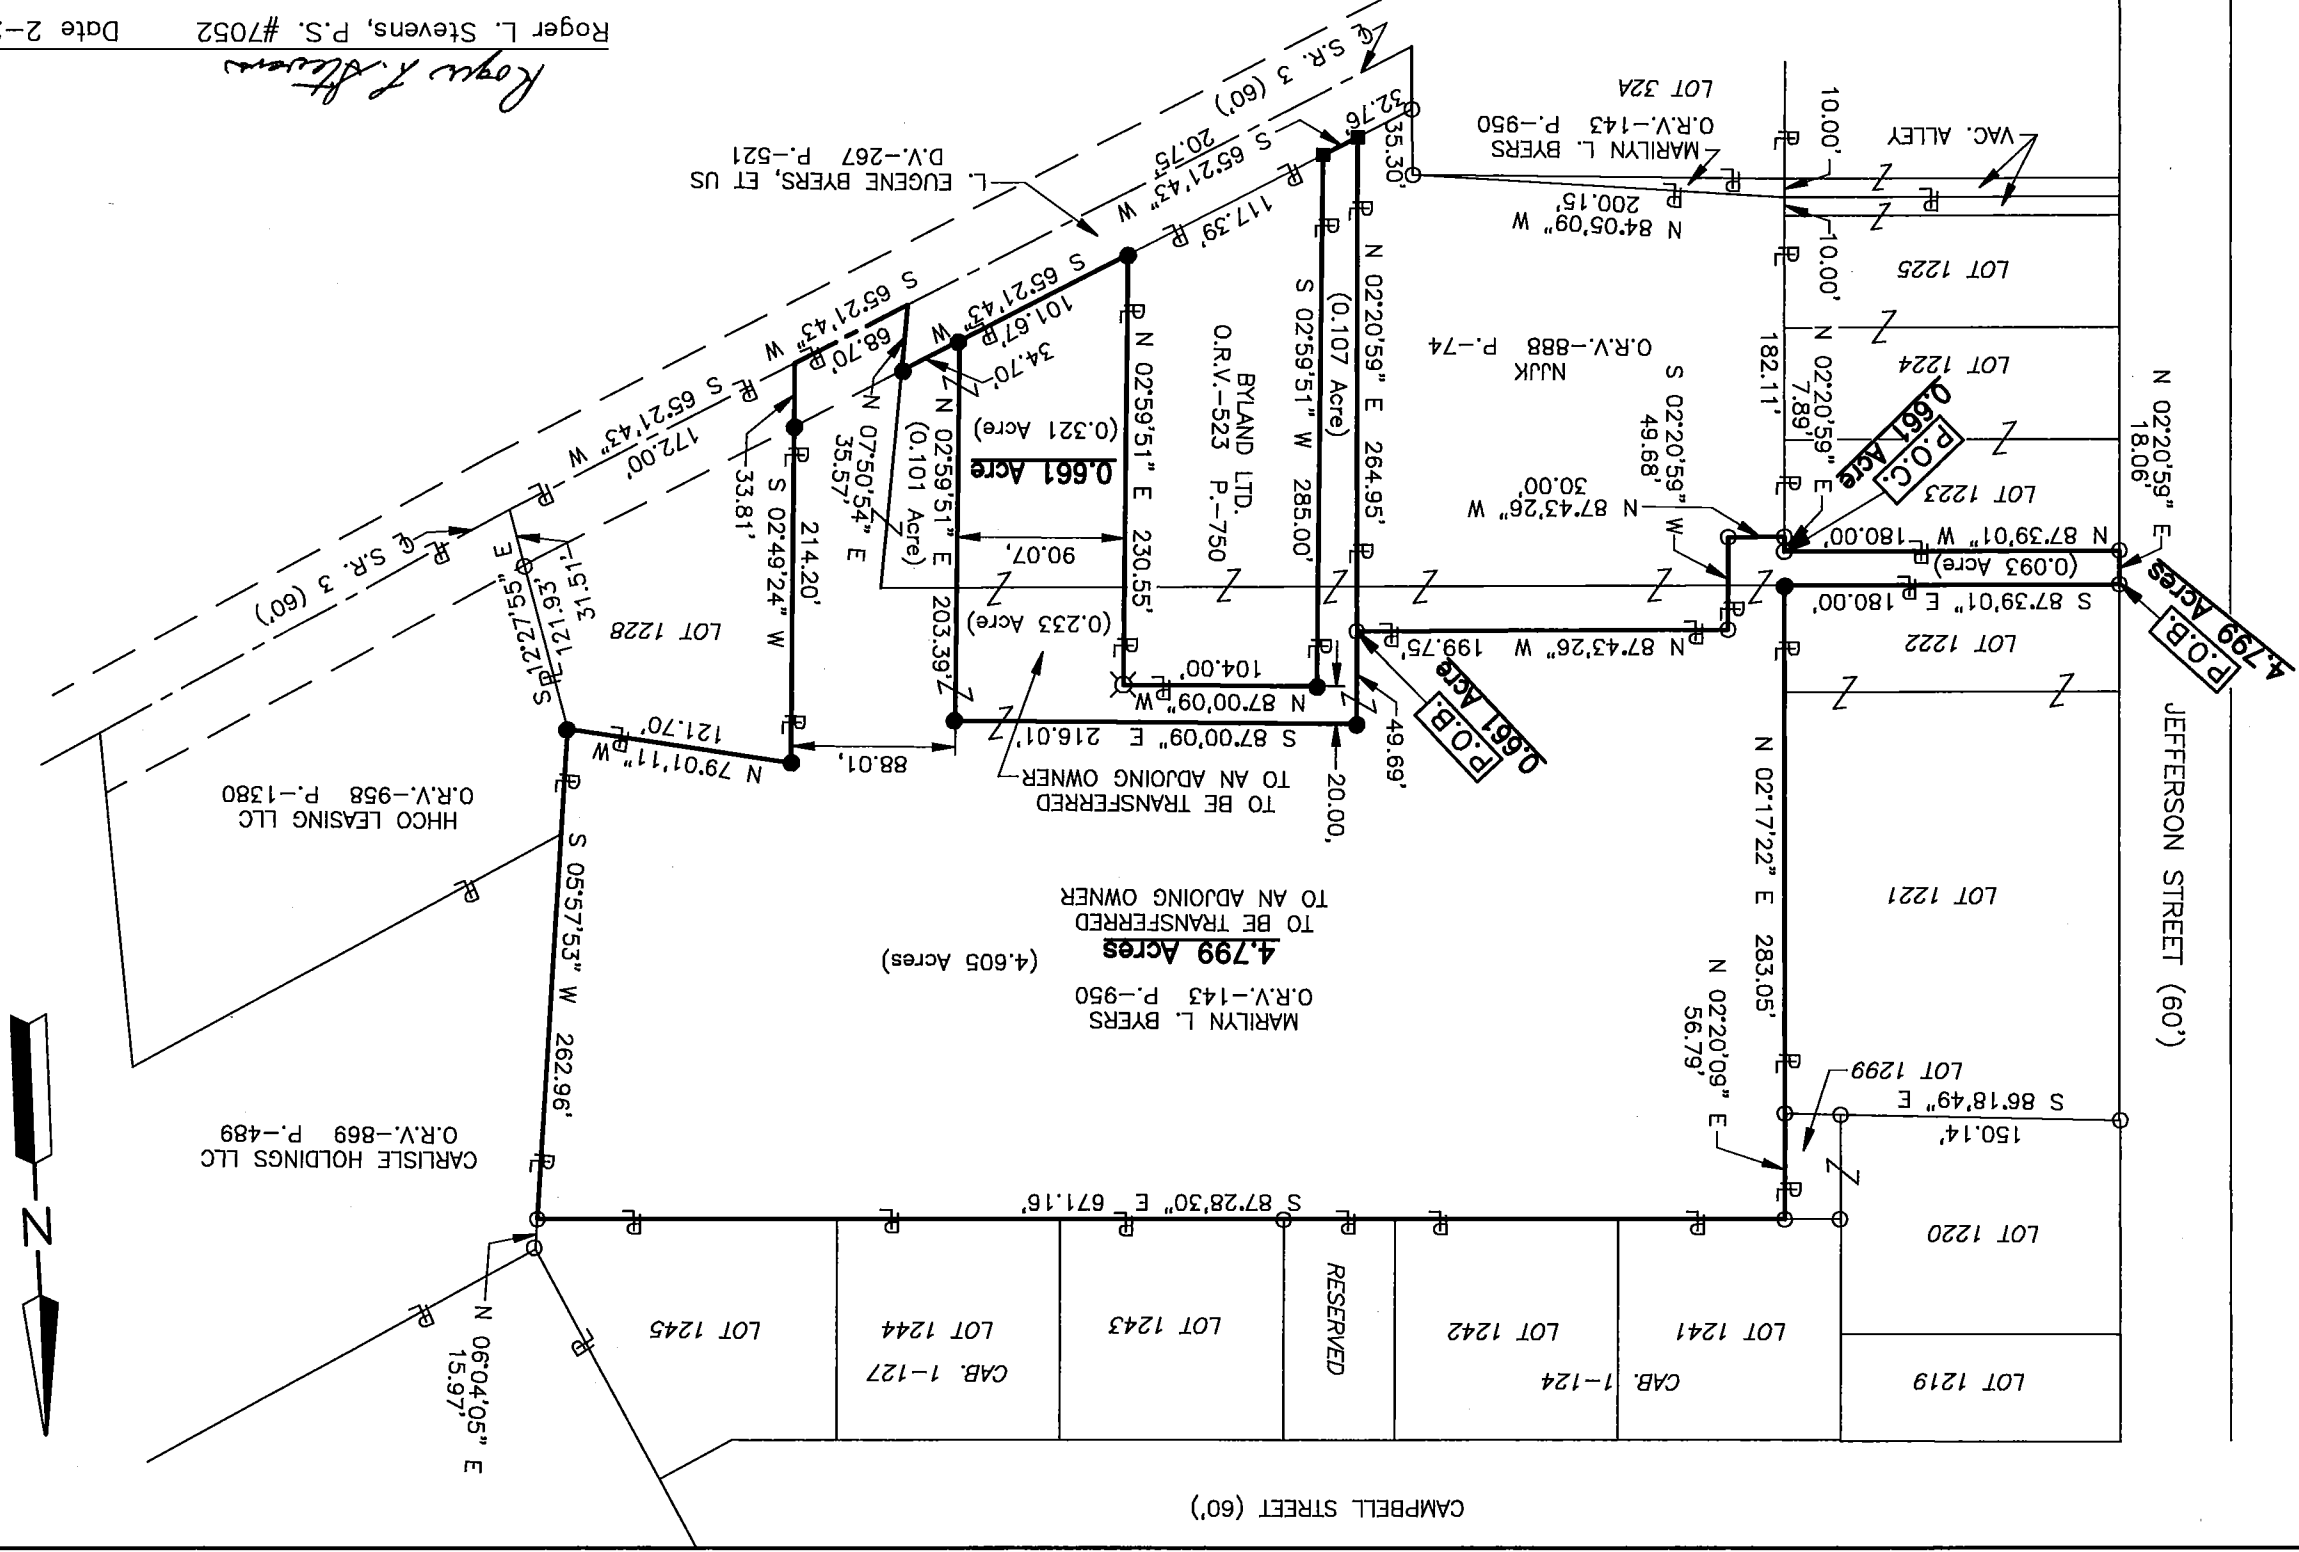 CAMPBELL STREET (60')
LOT 1219
LOT 1220
CAB. 1-124
LOT 1241
LOT 1242
RESERVED
LOT 1243
CAB. 1-127
LOT 1244
LOT 1245
N 06°04'05" E
15.97'
S 87°28'30" E 671.16'
150.14'
S 86°18'49" E
LOT 1299
N 02°20'09" E
56.79'
CARLISLE HOLDINGS LLC
O.R.V.-869 P.-489
MARILYN L. BYERS
O.R.V.-143 P.-950
4.799 Acres
TO BE TRANSFERRED
TO AN ADJOING OWNER
(4.605 Acres)
JEFFERSON STREET (60')
LOT 1221
N 02°17'22" E 283.05'
S 05°57'53" W 262.96'
HHCO LEASING LLC
O.R.V.-958 P.-1380
TO BE TRANSFERRED
TO AN ADJOING OWNER
20.00'
49.69'
88.01'
N 79°01'11" W
121.70'
S 87°00'09" E 216.01'
N 87°00'09" W
104.00'
P.O.B.
4.799 Acres
P.O.B.
0.661 Acre
LOT 1222
S 87°39'01" E 180.00'
(0.093 Acre)
N 87°39'01" W 180.00'
N 02°20'59" E
18.06'
N 87°43'26" W 199.75'
S 02°20'59" W
49.68'
N 87°43'26" W
30.00'
(0.233 Acre)
203.39'
N 02°59'51" E
(0.101 Acre)
LOT 1228
S 12°27'55" E
121.93'
31.51'
℄ S.R. 3 (60')
P.O.C.
0.661 Acre
N 02°20'59" E
7.89'
LOT 1223
LOT 1224
LOT 1225
182.11'
10.00'
10.00'
VAC. ALLEY
NJJK
O.R.V.-888 P.-74
N 02°20'59" E 264.95'
(0.107 Acre)
S 02°59'51" W 285.00'
BYLAND LTD.
O.R.V.-523 P.-750
N 02°59'51" E 230.55'
90.07'
0.661 Acre
(0.321 Acre)
N 07°50'54" E
35.57'
S 02°49'24" W
214.20'
33.81'
172.00'
S 65°21'43" W
68.70'
S 65°21'43" W
34.70'
101.67'
S 65°21'43" W
117.39'
S 65°21'43" W
20.75'
32.76'
35.30'
N 84°05'09" W
200.15'
MARILYN L. BYERS
O.R.V.-143 P.-950
LOT 32A
L. EUGENE BYERS, ET US
D.V.-267 P.-521
℄ S.R. 3 (60')
N
Roger L. Stevens
Roger L. Stevens, P.S. #7052 Date 2-